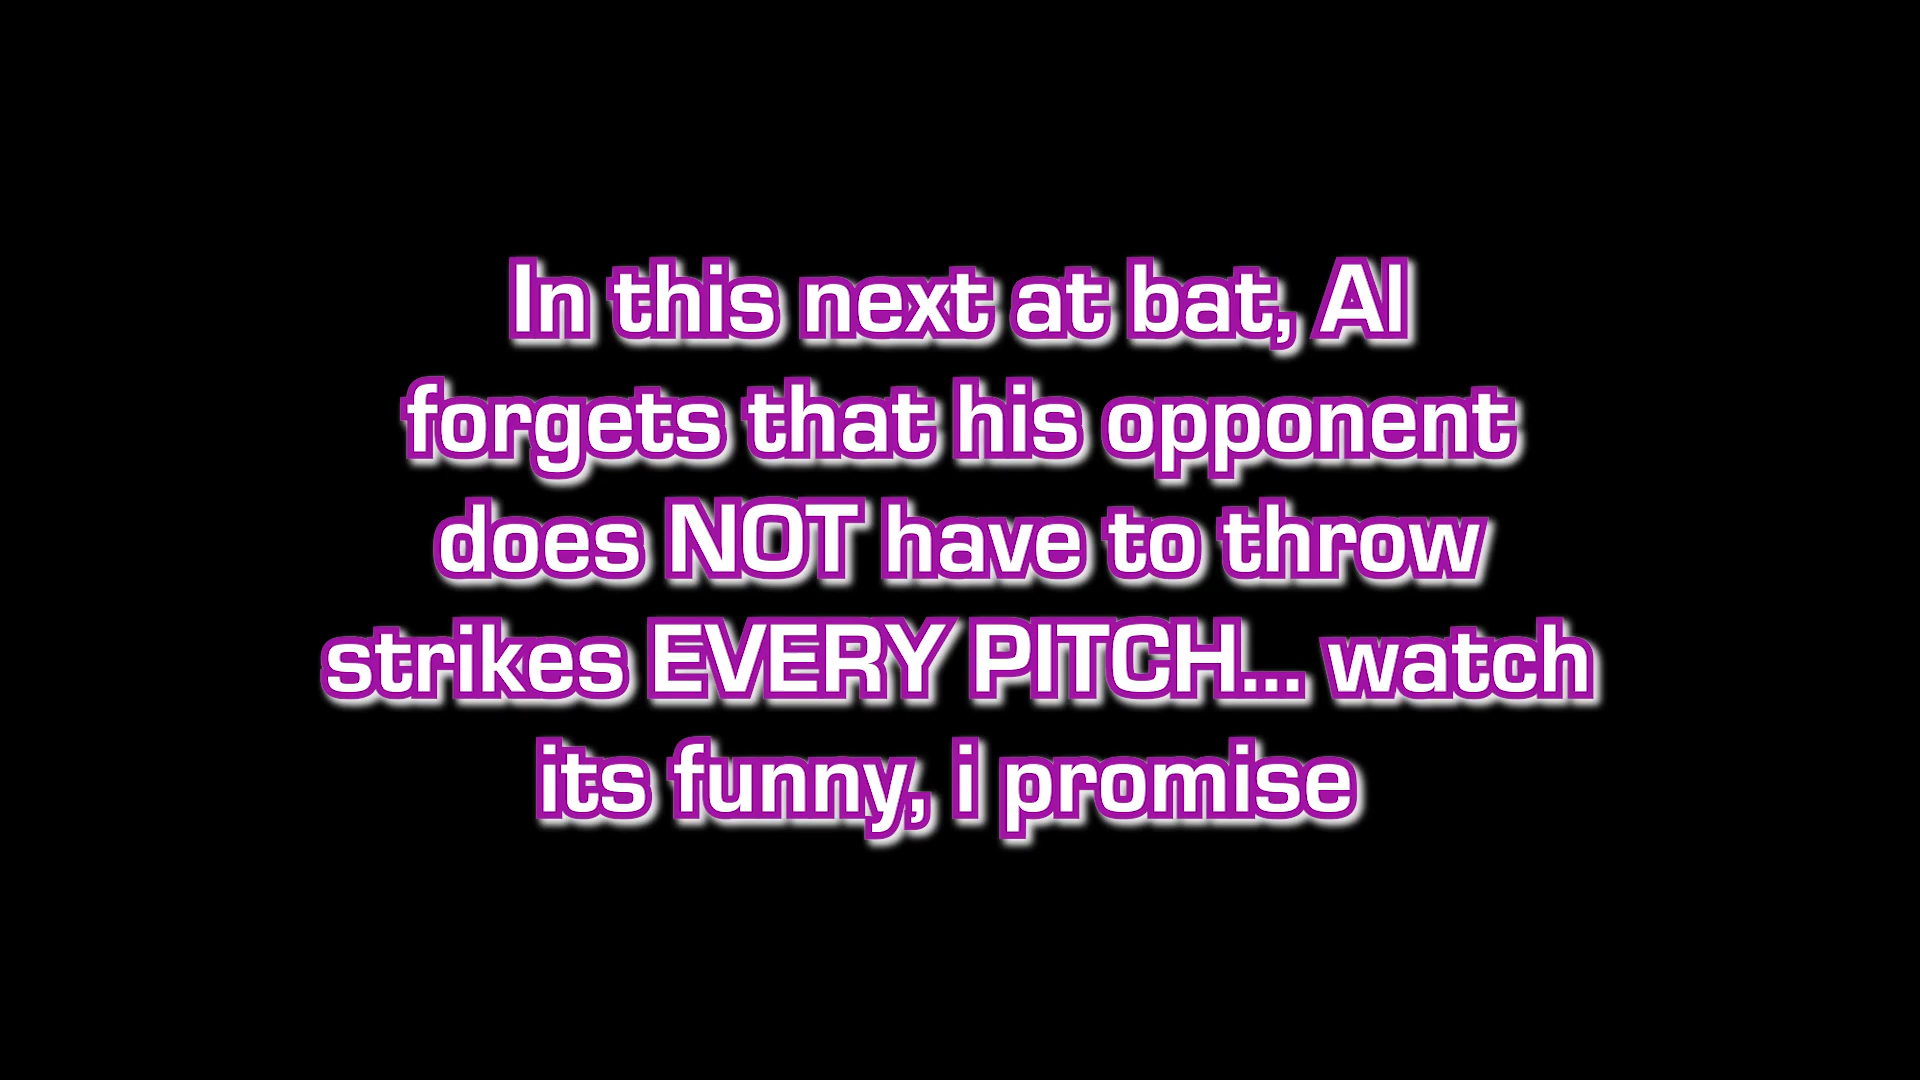 In this next at bat, Al
forgets that his opponent
does NOT have to throw
strikes EVERY PITCH... watch
its funny, i promise